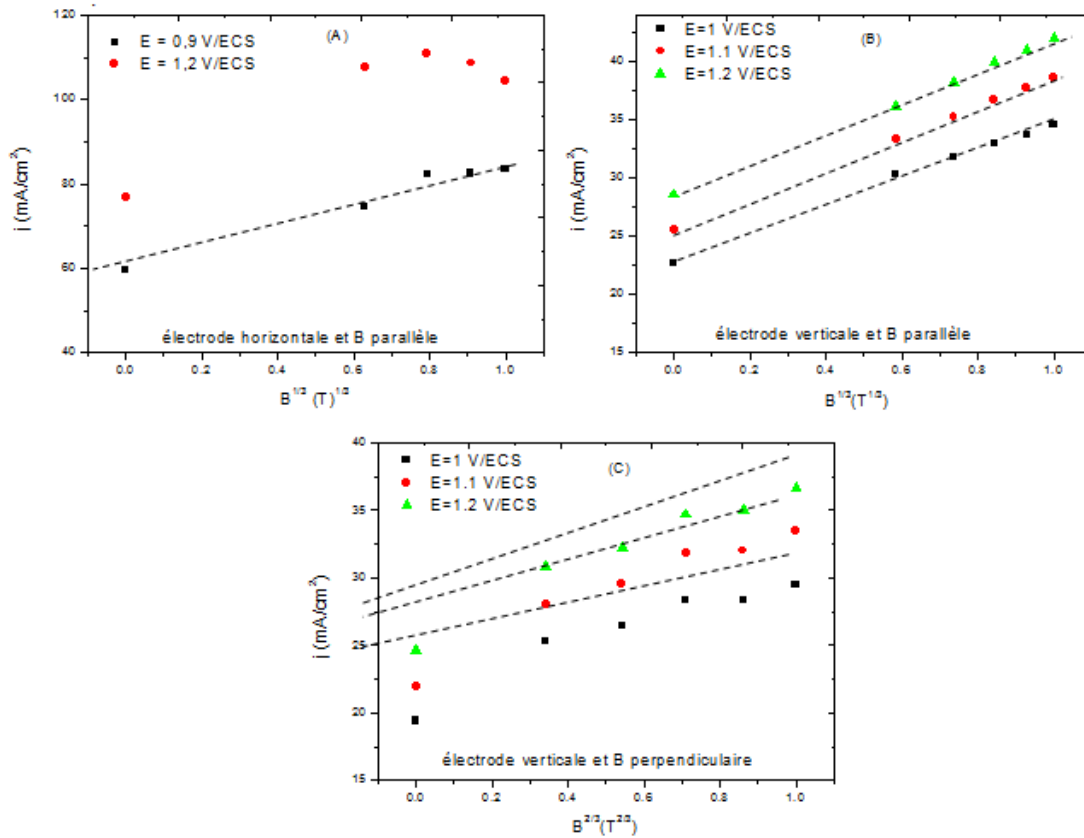 (A)
E = 0,9 V/ECS
E = 1,2 V/ECS
120
100
80
60
40
j (mA/cm²)
électrode horizontale et B parallèle
0.0 0.2 0.4 0.6 0.8 1.0
B^1/3 (T)^1/3
(B)
E=1 V/ECS
E=1.1 V/ECS
E=1.2 V/ECS
40
35
30
25
20
15
j (mA/cm²)
électrode verticale et B parallèle
0.0 0.2 0.4 0.6 0.8 1.0
B^1/3(T^1/3)
(C)
E=1 V/ECS
E=1.1 V/ECS
E=1.2 V/ECS
40
35
30
25
20
15
j (mA/cm²)
électrode verticale et B perpendiculaire
0.0 0.2 0.4 0.6 0.8 1.0
B^2/3(T^2/3)